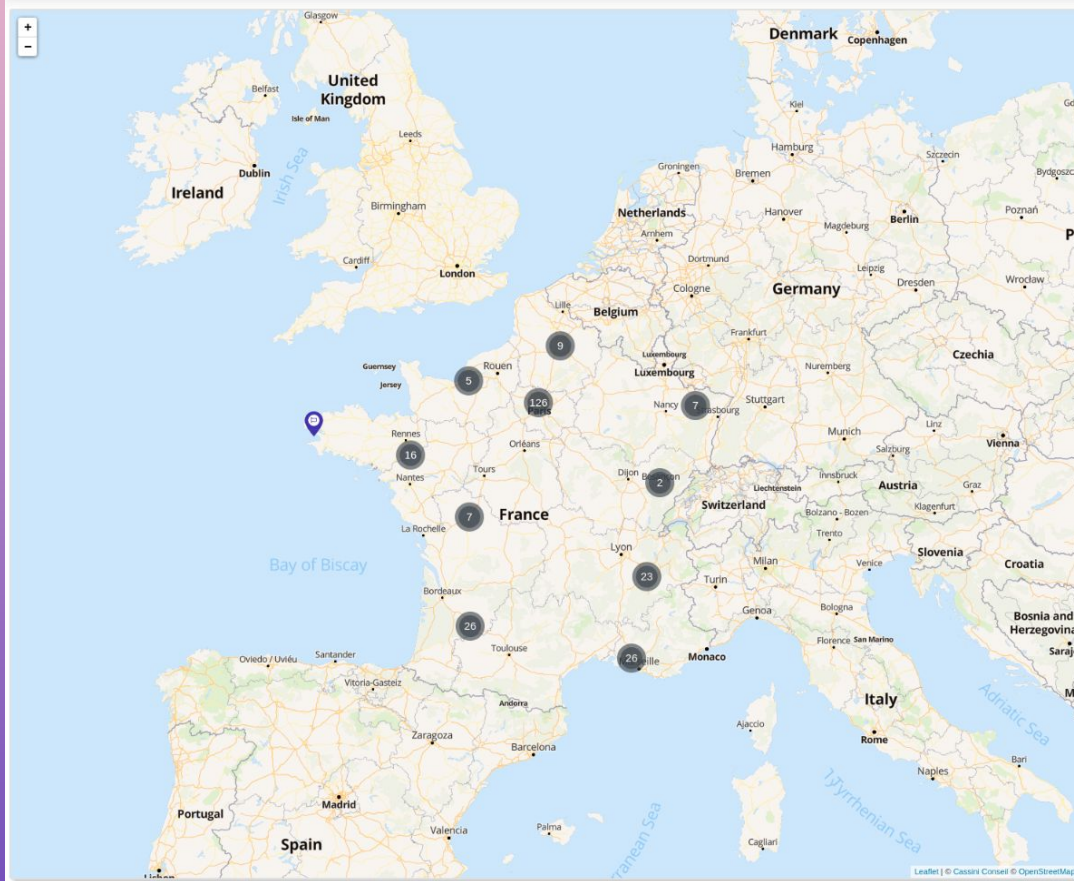 +
−
Glasgow
Denmark
Copenhagen
United
Kingdom
Belfast
Isle of Man
Kiel
Leeds
Irish Sea
Hamburg
Szczecin
Dublin
Groningen
Bremen
Ireland
Birmingham
Netherlands
Hanover
Berlin
Poznań
Magdeburg
Arnhem
Cardiff
London
Dortmund
Leipzig
Dresden
Wrocław
Cologne
Germany
Lille
Belgium
Frankfurt
9
Luxembourg
Luxembourg
Czechia
Guernsey
Rouen
Nuremberg
Jersey
5
126
Paris
Nancy
7
Stuttgart
Rennes
Orléans
Munich
Linz
Vienna
16
Salzburg
Nantes
Tours
Dijon
2
Liechtenstein
Innsbruck
Austria
Graz
Switzerland
Klagenfurt
7
France
Bolzano - Bozen
La Rochelle
Trento
Lyon
Slovenia
Bay of Biscay
Milan
Venice
Croatia
23
Turin
Bordeaux
Genoa
Bologna
Bosnia and
26
Florence
San Marino
Toulouse
26
Monaco
Oviedo / Uviéu
Santander
Vitoria-Gasteiz
Andorra
Italy
Adriatic Sea
Ajaccio
Zaragoza
Rome
Barcelona
Bari
Naples
Tyrrhenian Sea
Madrid
Portugal
Valencia
Palma
Spain
Cagliari
Leaflet | © Cassini Conseil © OpenStreetMap